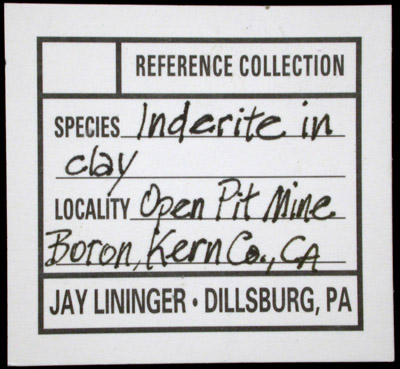 REFERENCE COLLECTION
SPECIES Inderite in
clay
LOCALITY Open Pit Mine
Boron, Kern Co., CA
JAY LININGER • DILLSBURG, PA